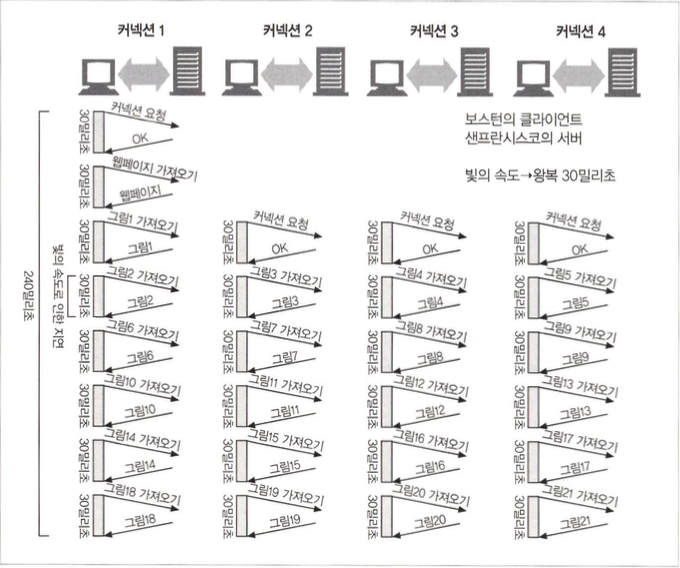 커넥션 1
커넥션 2
커넥션 3
커넥션 4
보스턴의 클라이언트
샌프란시스코의 서버
빛의 속도→왕복 30밀리초
240밀리초
빛의 속도로 인한 지연
30밀리초
커넥션 요청
OK
30밀리초
웹페이지 가져오기
웹페이지
30밀리초
그림1 가져오기
그림1
30밀리초
그림2 가져오기
그림2
30밀리초
그림6 가져오기
그림6
30밀리초
그림10 가져오기
그림10
30밀리초
그림14 가져오기
그림14
30밀리초
그림18 가져오기
그림18
30밀리초
커넥션 요청
OK
30밀리초
그림3 가져오기
그림3
30밀리초
그림7 가져오기
그림7
30밀리초
그림11 가져오기
그림11
30밀리초
그림15 가져오기
그림15
30밀리초
그림19 가져오기
그림19
30밀리초
커넥션 요청
OK
30밀리초
그림4 가져오기
그림4
30밀리초
그림8 가져오기
그림8
30밀리초
그림12 가져오기
그림12
30밀리초
그림16 가져오기
그림16
30밀리초
그림20 가져오기
그림20
30밀리초
커넥션 요청
OK
30밀리초
그림5 가져오기
그림5
30밀리초
그림9 가져오기
그림9
30밀리초
그림13 가져오기
그림13
30밀리초
그림17 가져오기
그림17
30밀리초
그림21 가져오기
그림21